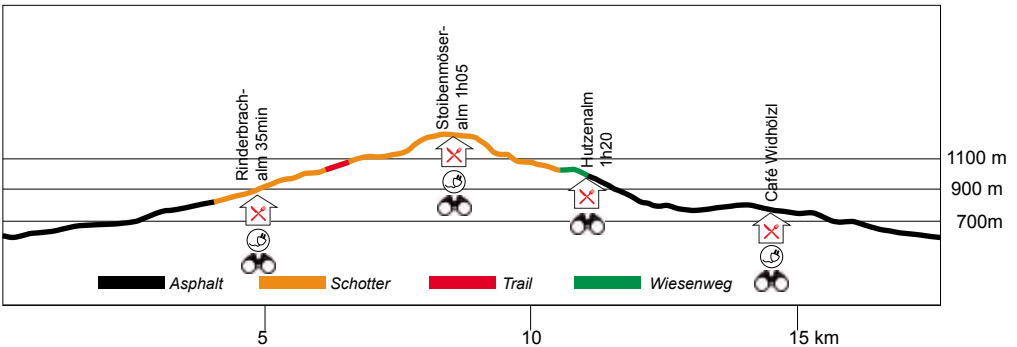 Rinderbrach-
alm 35min
Stoibenmöser-
alm 1h05
Hutzenalm
1h20
Café Widhölzl
1100 m
900 m
700m
Asphalt
Schotter
Trail
Wiesenweg
5
10
15 km